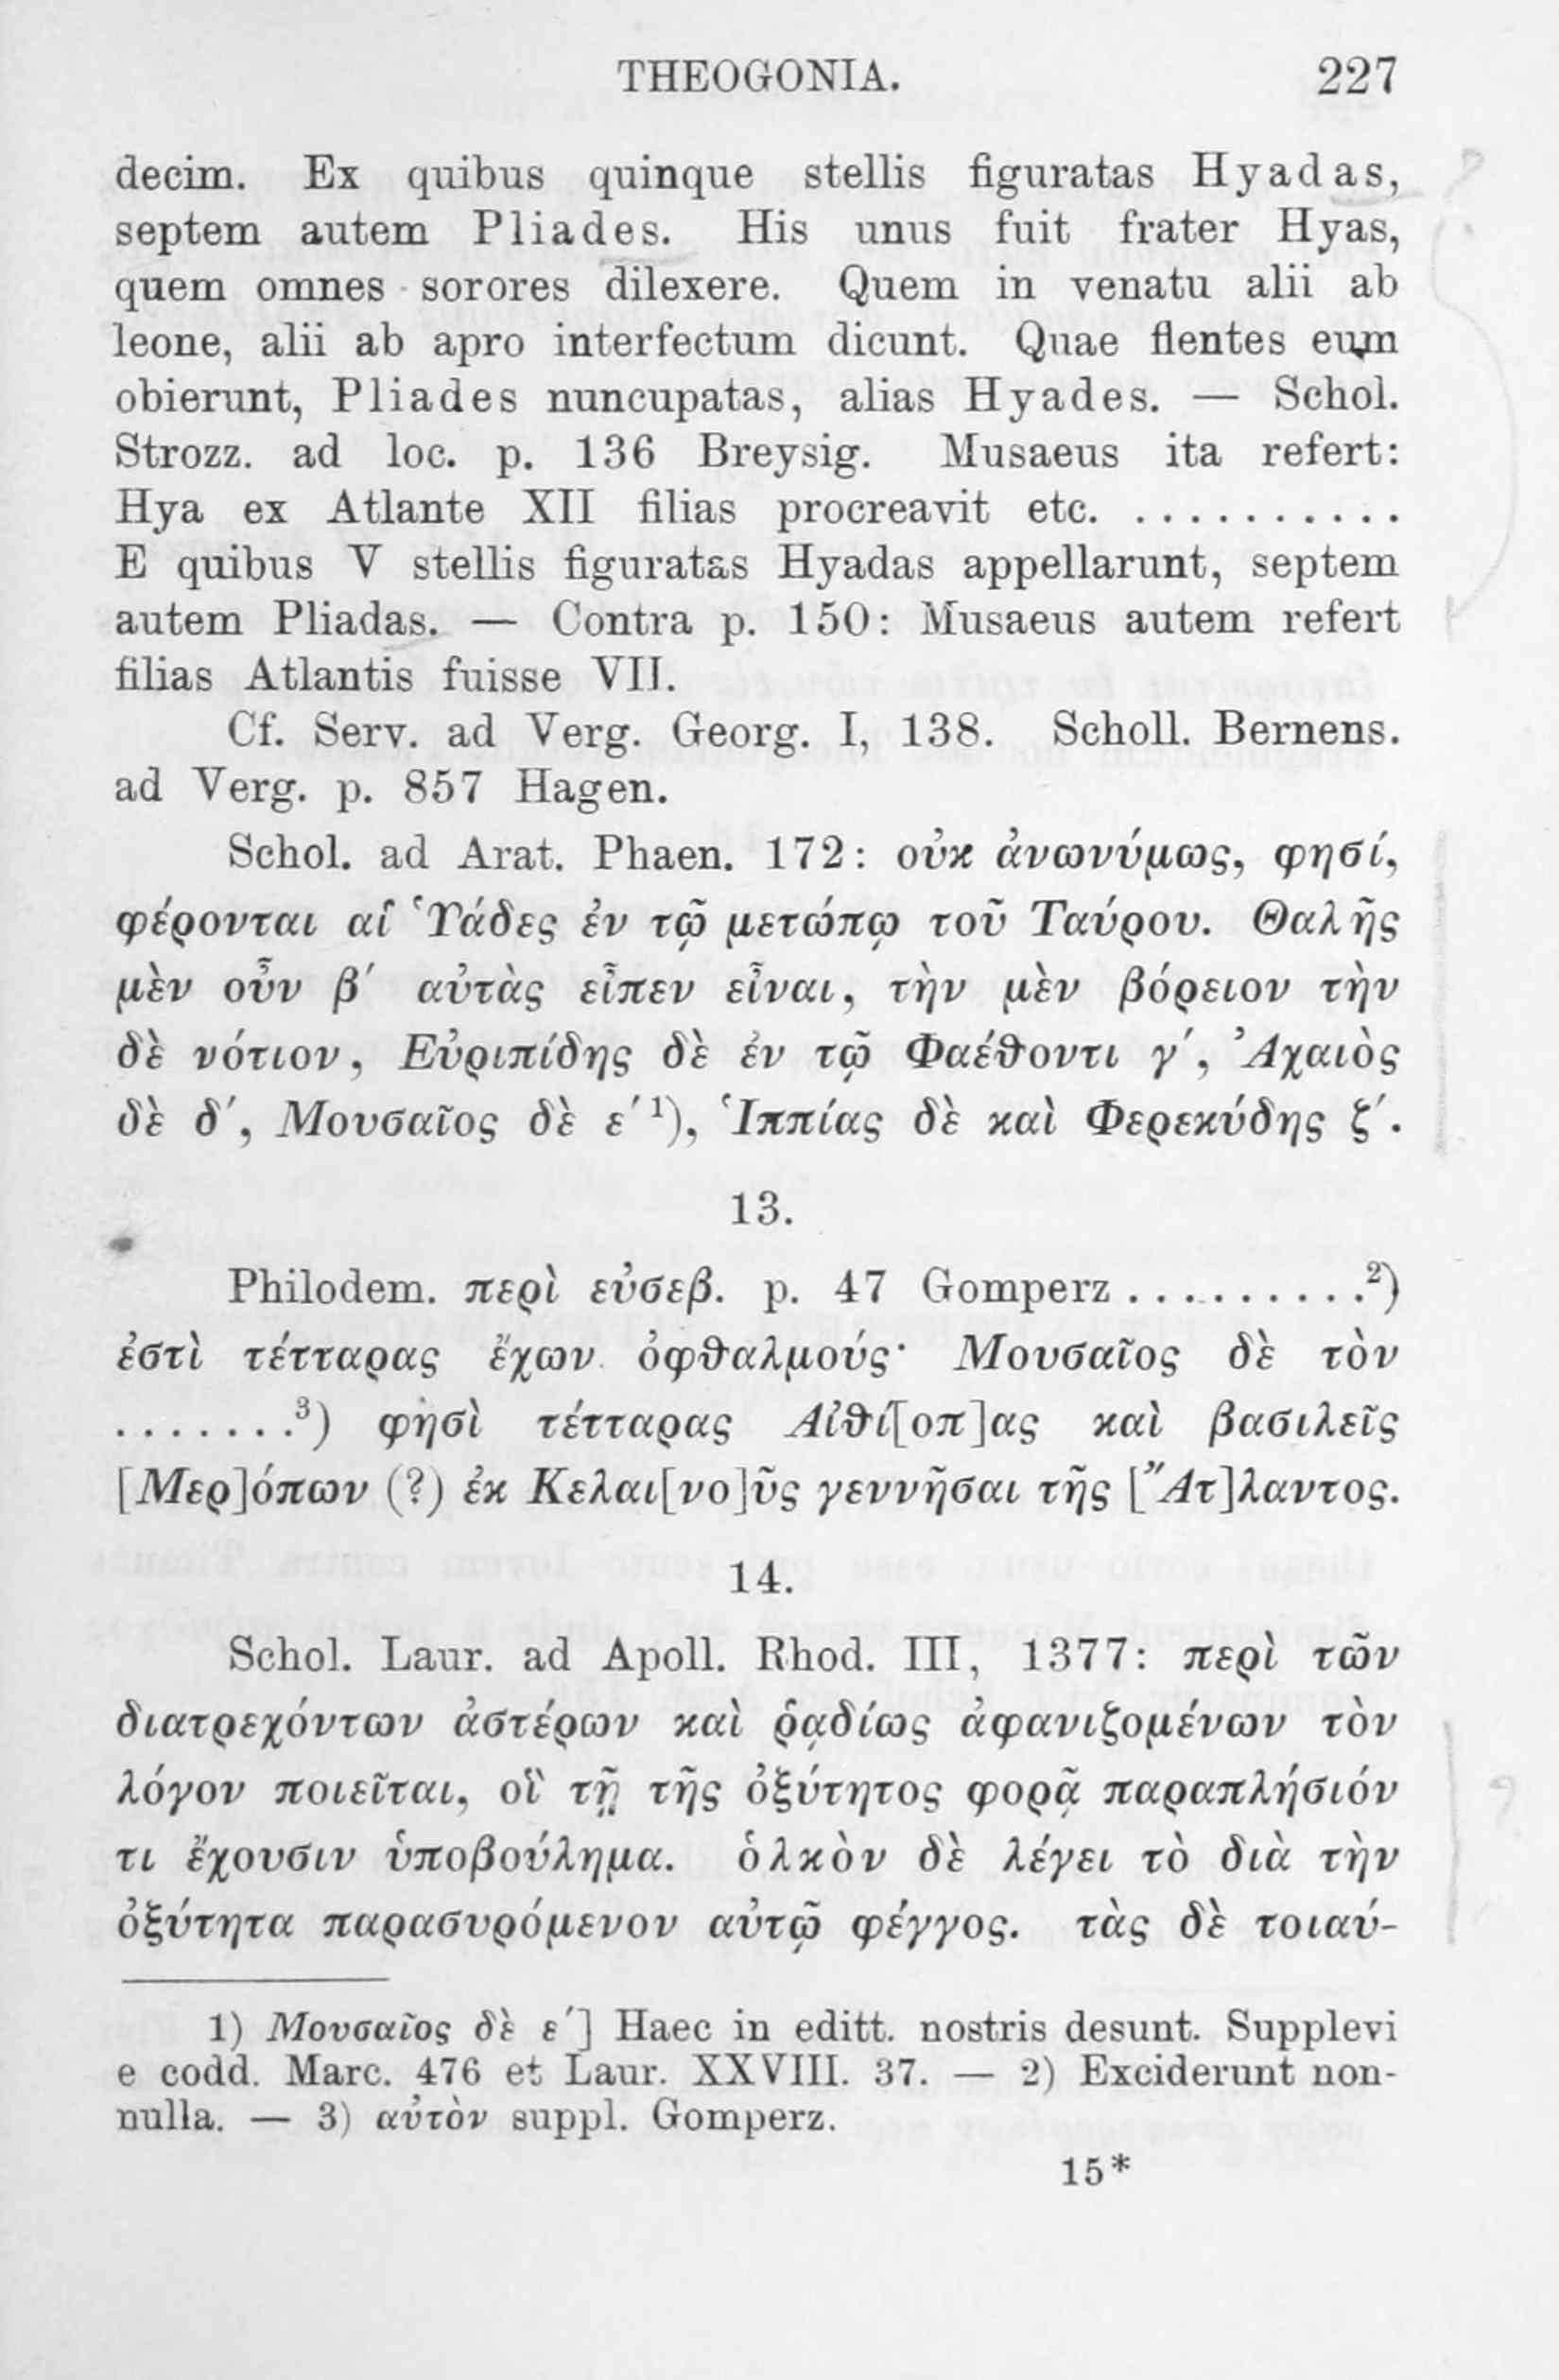 THEOGONIA. 227
decim. Ex quibus quinque stellis figuratas Hyadas,
septem autem Pliades. His unus fuit frater Hyas,
quem omnes sorores dilexere. Quem in venatu alii ab
leone, alii ab apro interfectum dicunt. Quae flentes eum
obierunt, Pliades nuncupatas, alias Hyades. — Schol.
Strozz. ad loc. p. 136 Breysig. Musaeus ita refert:
Hya ex Atlante XII filias procreavit etc. ..........
E quibus V stellis figuratas Hyadas appellarunt, septem
autem Pliadas. — Contra p. 150: Musaeus autem refert
filias Atlantis fuisse VII.
Cf. Serv. ad Verg. Georg. I, 138. Scholl. Bernens.
ad Verg. p. 857 Hagen.
Schol. ad Arat. Phaen. 172: οὐκ ἀνωνύμως, φησί,
φέρονται αἱ Ὑάδες ἐν τῷ μετώπῳ τοῦ Ταύρου. Θαλῆς
μὲν οὖν β′ αὐτὰς εἶπεν εἶναι, τὴν μὲν βόρειον τὴν
δὲ νότιον, Εὐριπίδης δὲ ἐν τῷ Φαέθοντι γ′, Ἀχαιὸς
δὲ δ′, Μουσαῖος δὲ ε′ ¹), Ἱππίας δὲ καὶ Φερεκύδης ζ′.
13.
Philodem. περὶ εὐσεβ. p. 47 Gomperz ..........²)
ἐστὶ τέτταρας ἔχων ὀφθαλμούς· Μουσαῖος δὲ τὸν
.......³) φησὶ τέτταρας Αἰθί[οπ]ας καὶ βασιλεῖς
[Μερ]όπων (?) ἐκ Κελαι[νο]ῦς γεννῆσαι τῆς [Ἄτ]λαντος.
14.
Schol. Laur. ad Apoll. Rhod. III, 1377: περὶ τῶν
διατρεχόντων ἀστέρων καὶ ῥᾳδίως ἀφανιζομένων τὸν
λόγον ποιεῖται, οἳ τῇ τῆς ὀξύτητος φορᾷ παραπλήσιόν
τι ἔχουσιν ὑποβούλημα. ὁλκὸν δὲ λέγει τὸ διὰ τὴν
ὀξύτητα παρασυρόμενον αὐτῷ φέγγος. τὰς δὲ τοιαύ-
1) Μουσαῖος δὲ ε′] Haec in editt. nostris desunt. Supplevi
e codd. Marc. 476 et Laur. XXVIII. 37. — 2) Exciderunt non-
nulla. — 3) αὐτὸν suppl. Gomperz.
15*